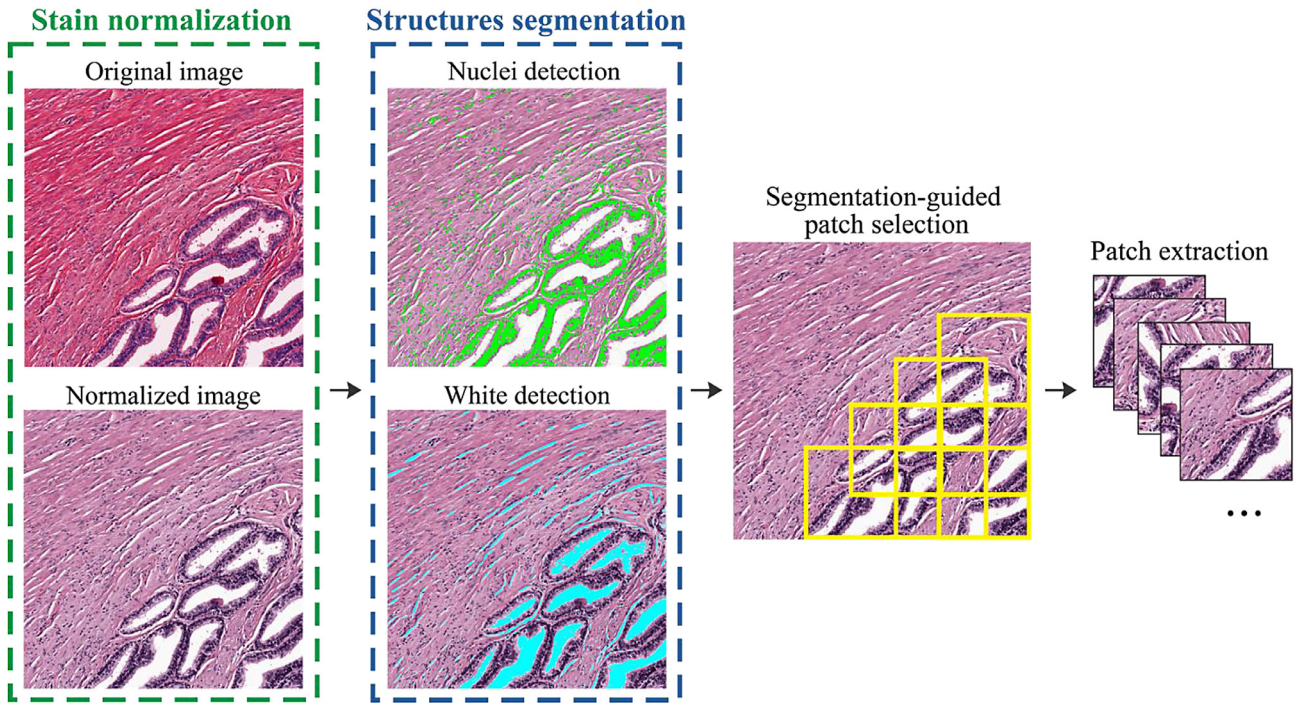 Stain normalization
Original image
Normalized image
Structures segmentation
Nuclei detection
White detection
Segmentation-guided
patch selection
Patch extraction
...